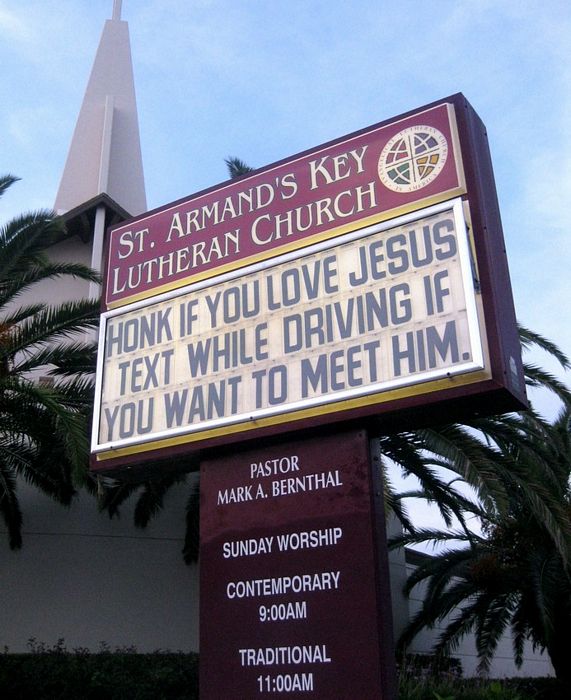 ST. ARMAND'S KEY
LUTHERAN CHURCH
HONK IF YOU LOVE JESUS
TEXT WHILE DRIVING IF
YOU WANT TO MEET HIM.
PASTOR
MARK A. BERNTHAL
SUNDAY WORSHIP
CONTEMPORARY
9:00AM
TRADITIONAL
11:00AM